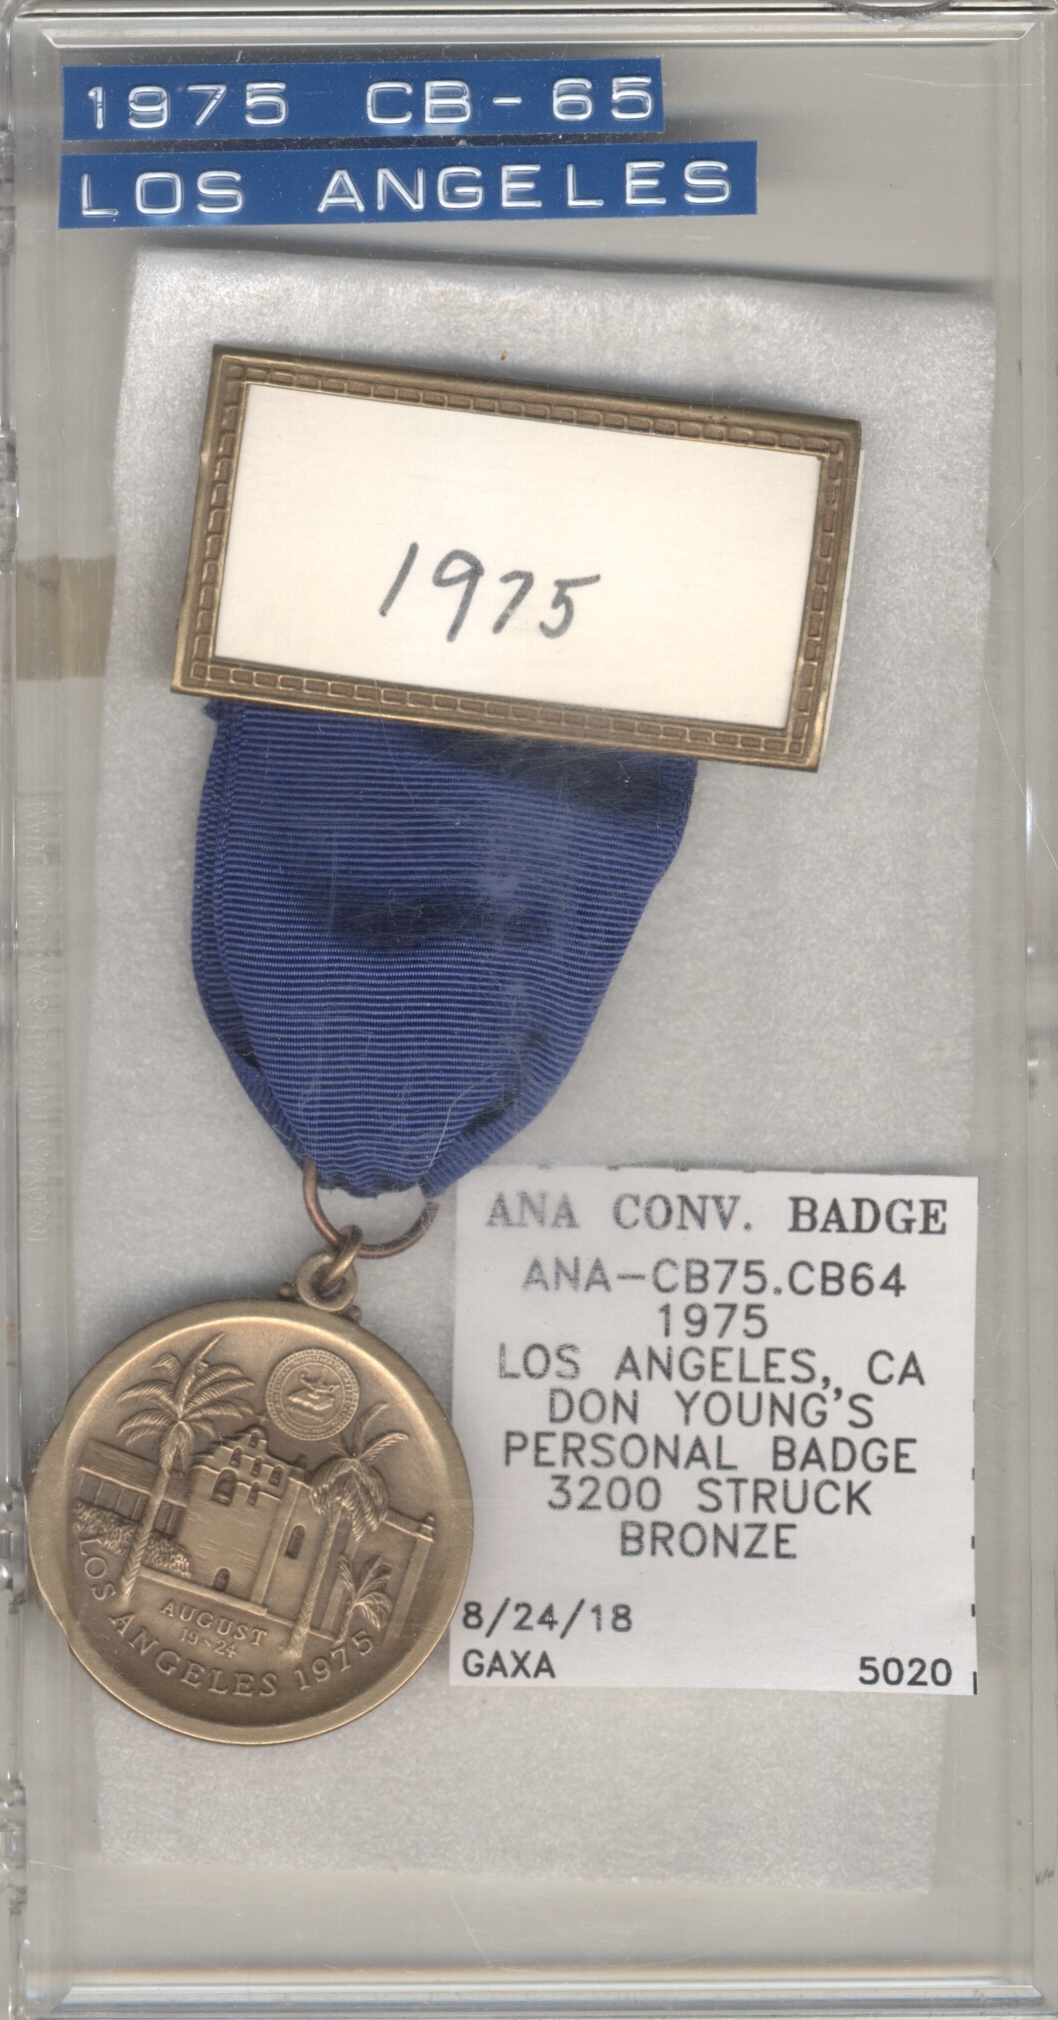 1975 CB-65
LOS ANGELES
1975
ANA CONV. BADGE
ANA-CB75.CB64
1975
LOS ANGELES, CA
DON YOUNG'S
PERSONAL BADGE
3200 STRUCK
BRONZE
8/24/18
GAXA 5020
AUGUST
19-24
LOS ANGELES 1975